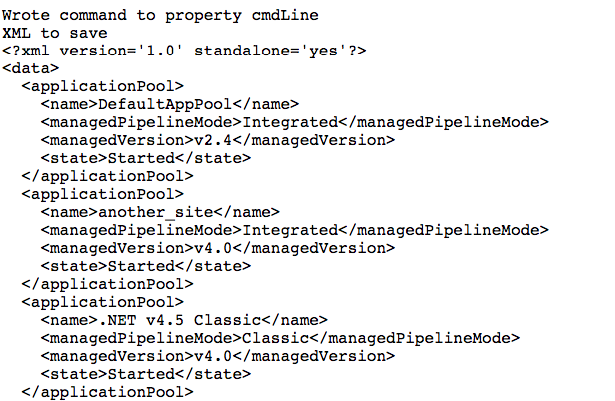 Wrote command to property cmdLine
XML to save
<?xml version='1.0' standalone='yes'?>
<data>
  <applicationPool>
    <name>DefaultAppPool</name>
    <managedPipelineMode>Integrated</managedPipelineMode>
    <managedVersion>v2.4</managedVersion>
    <state>Started</state>
  </applicationPool>
  <applicationPool>
    <name>another_site</name>
    <managedPipelineMode>Integrated</managedPipelineMode>
    <managedVersion>v4.0</managedVersion>
    <state>Started</state>
  </applicationPool>
  <applicationPool>
    <name>.NET v4.5 Classic</name>
    <managedPipelineMode>Classic</managedPipelineMode>
    <managedVersion>v4.0</managedVersion>
    <state>Started</state>
  </applicationPool>